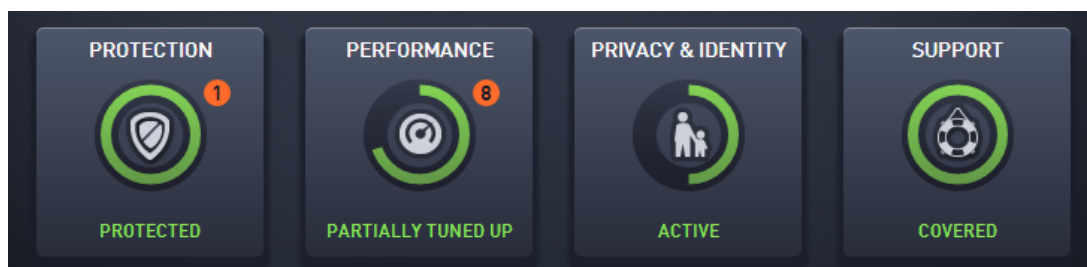 PROTECTION
1
PROTECTED
PERFORMANCE
8
PARTIALLY TUNED UP
PRIVACY & IDENTITY
ACTIVE
SUPPORT
COVERED